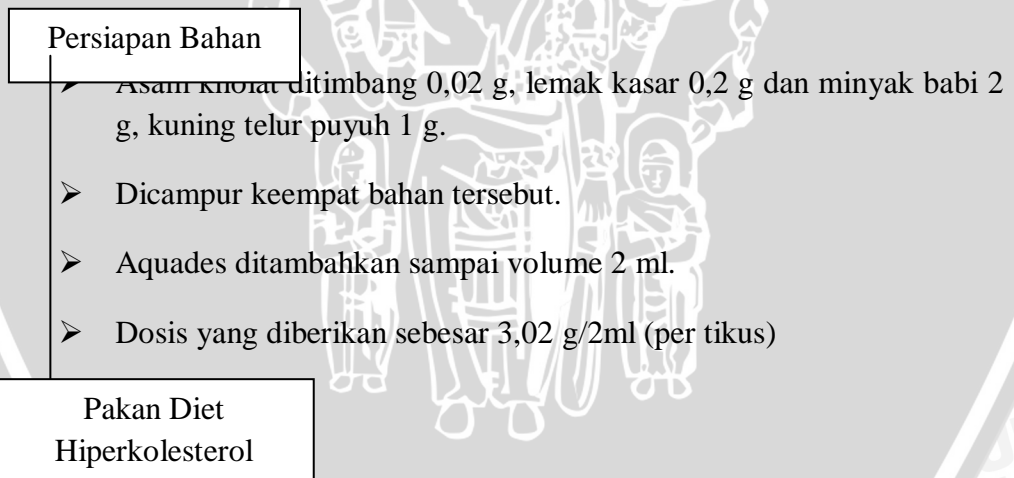 Persiapan Bahan
➤ Asam kholat ditimbang 0,02 g, lemak kasar 0,2 g dan minyak babi 2
g, kuning telur puyuh 1 g.
➤ Dicampur keempat bahan tersebut.
➤ Aquades ditambahkan sampai volume 2 ml.
➤ Dosis yang diberikan sebesar 3,02 g/2ml (per tikus)
Pakan Diet
Hiperkolesterol